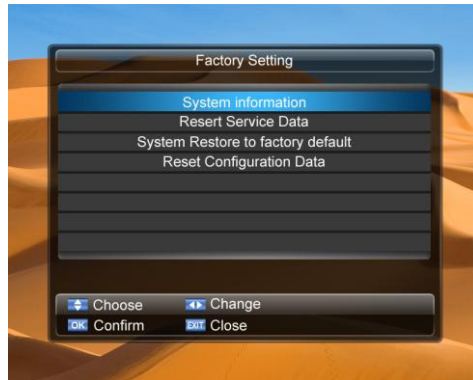 Factory Setting
System information
Resert Service Data
System Restore to factory default
Reset Configuration Data
Choose Change
OK Confirm EXIT Close